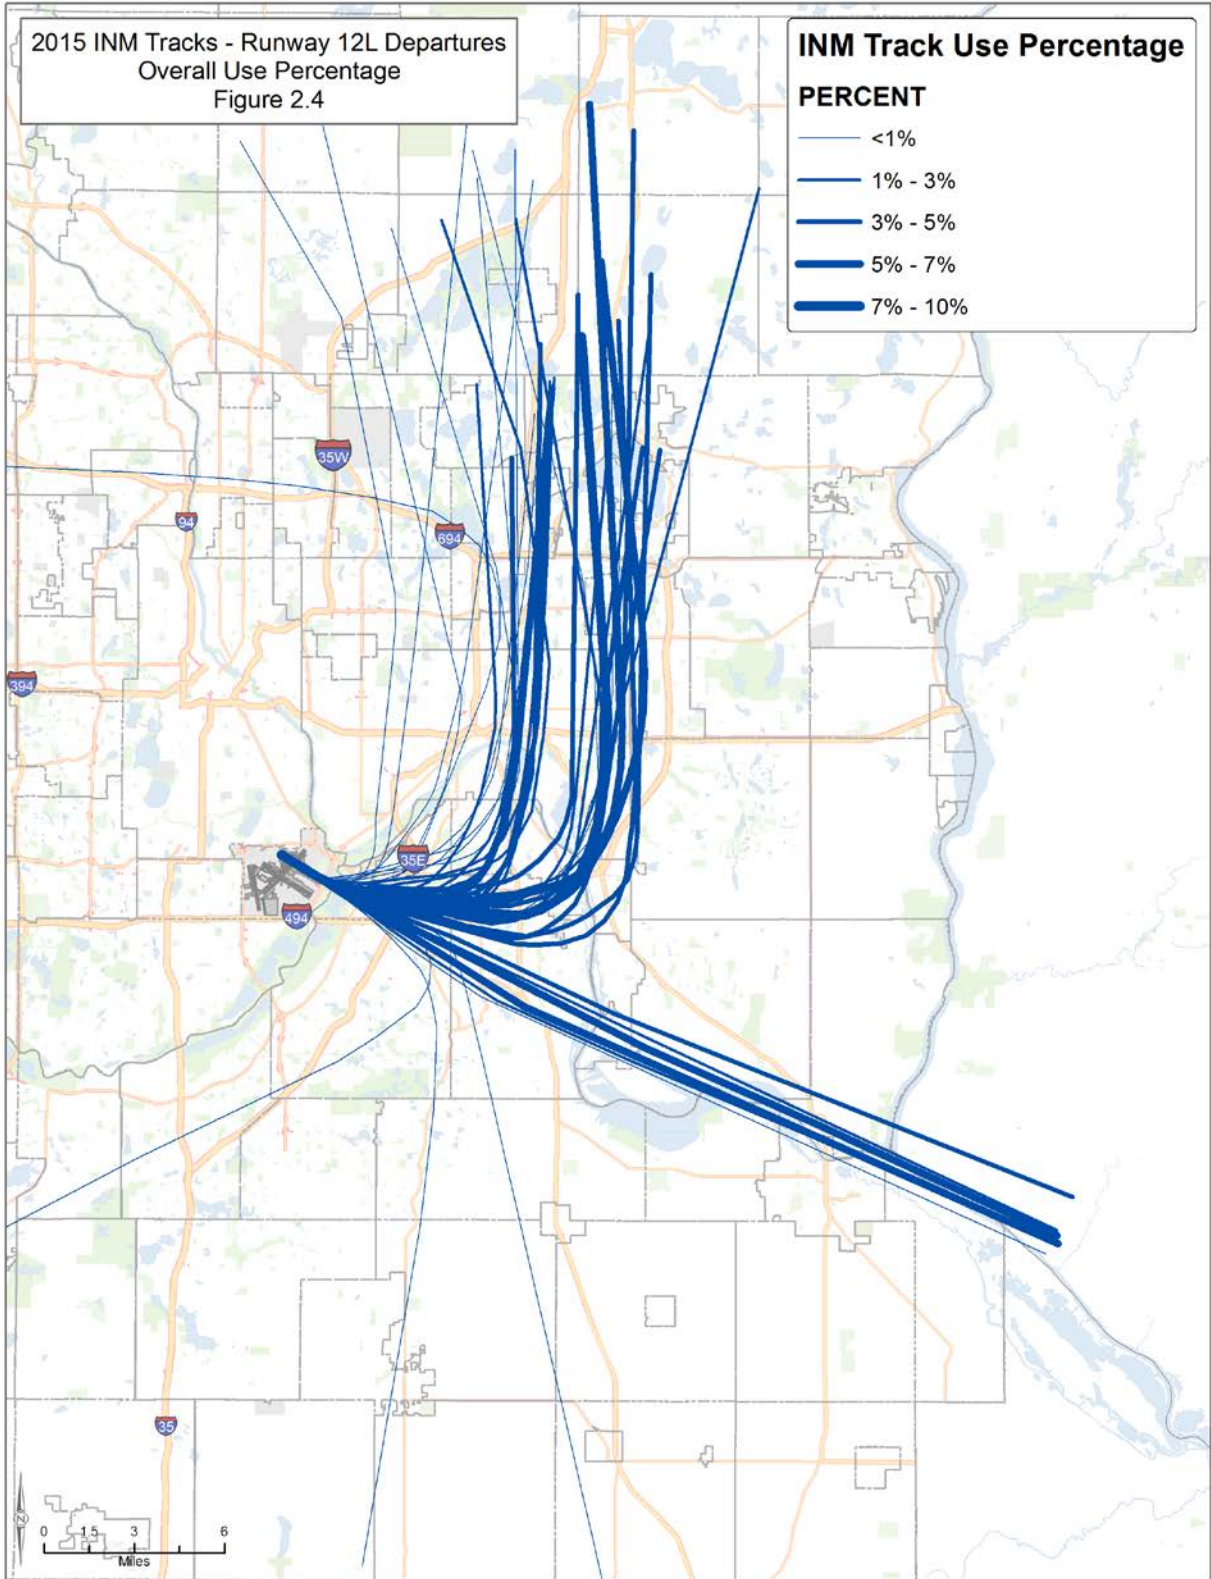 2015 INM Tracks - Runway 12L Departures
Overall Use Percentage
Figure 2.4
INM Track Use Percentage
PERCENT
<1%
1% - 3%
3% - 5%
5% - 7%
7% - 10%
35W
94
694
394
35E
494
35
N
0 1.5 3 6
Miles